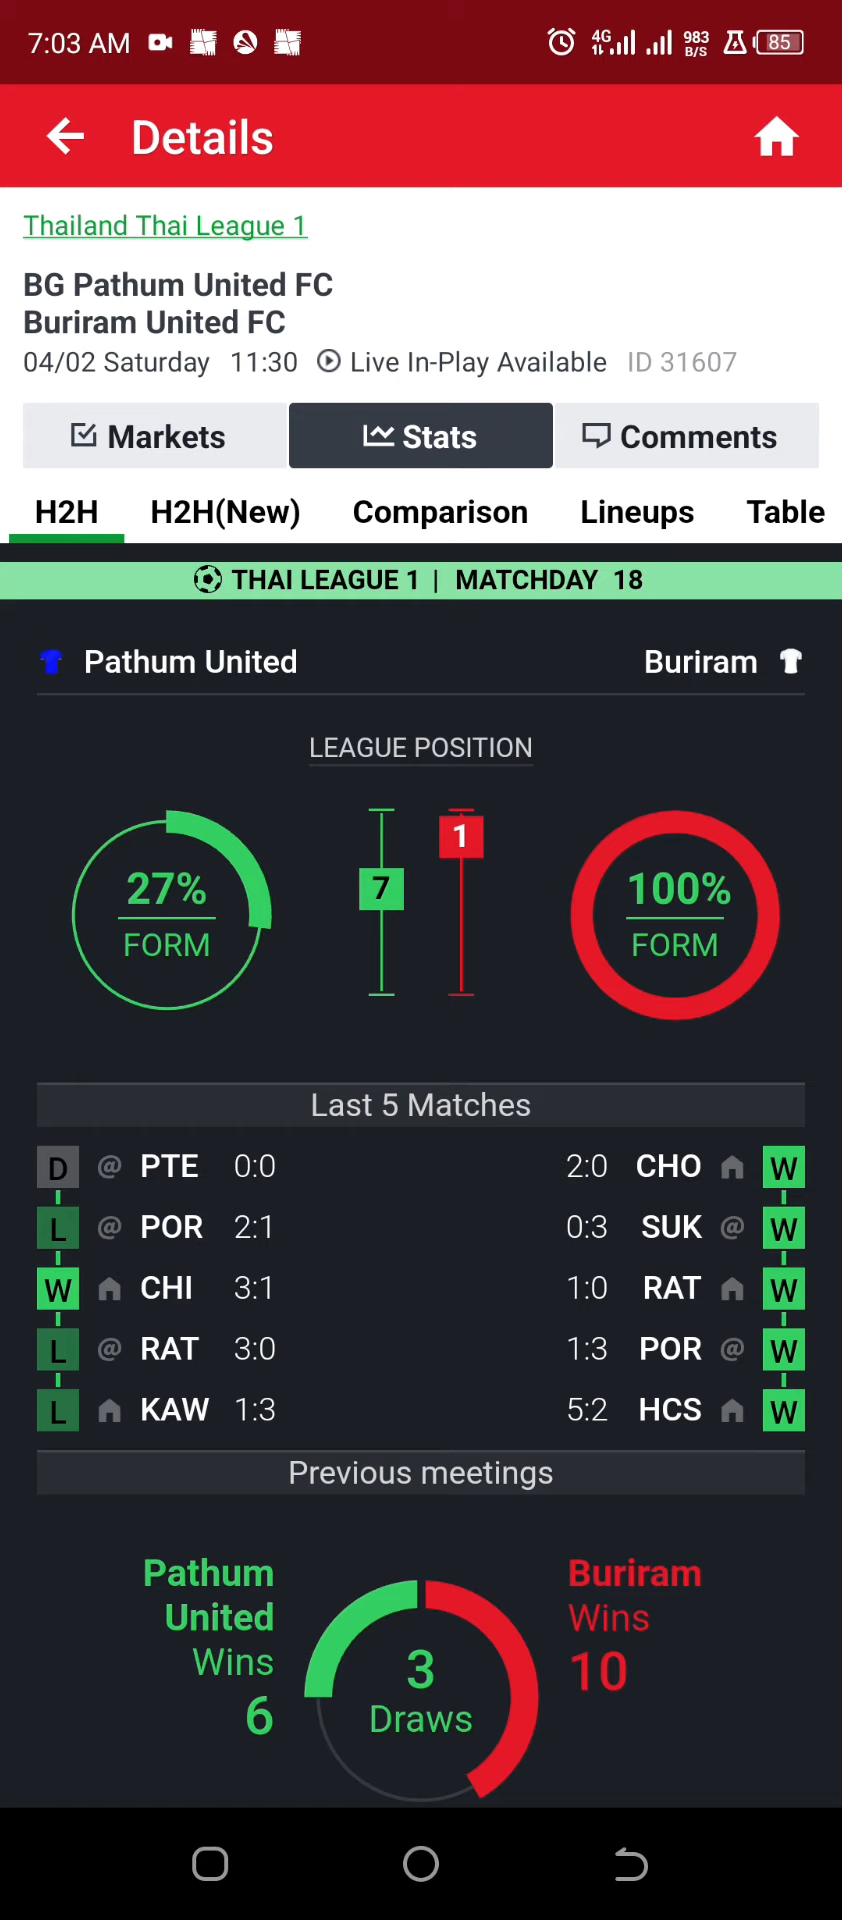 7:03 AM 4G 983 B/S 85
Details
Thailand Thai League 1
BG Pathum United FC
Buriram United FC
04/02 Saturday 11:30 Live In-Play Available ID 31607
Markets Stats Comments
H2H H2H(New) Comparison Lineups Table
THAI LEAGUE 1 | MATCHDAY 18
Pathum United Buriram
LEAGUE POSITION
27% FORM 7 1 100% FORM
Last 5 Matches
D @ PTE 0:0 2:0 CHO W
L @ POR 2:1 0:3 SUK @ W
W CHI 3:1 1:0 RAT W
L @ RAT 3:0 1:3 POR @ W
L KAW 1:3 5:2 HCS W
Previous meetings
Pathum United Wins 6
3 Draws
Buriram Wins 10